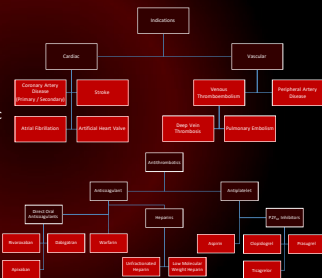 Indications
Cardiac
Vascular
Coronary Artery
Disease
(Primary / Secondary)
Stroke
Venous
Thromboembolism
Peripheral Artery
Disease
Atrial Fibrillation
Artificial Heart Valve
Deep Vein
Thrombosis
Pulmonary Embolism
Antithrombotics
Anticoagulant
Antiplatelet
Direct Oral
Anticoagulants
Heparins
P2Y12 Inhibitors
Rivaroxaban
Dabigatran
Warfarin
Aspirin
Clopidogrel
Prasugrel
Unfractionated
Heparin
Low Molecular
Weight Heparins
Apixaban
Ticagrelor